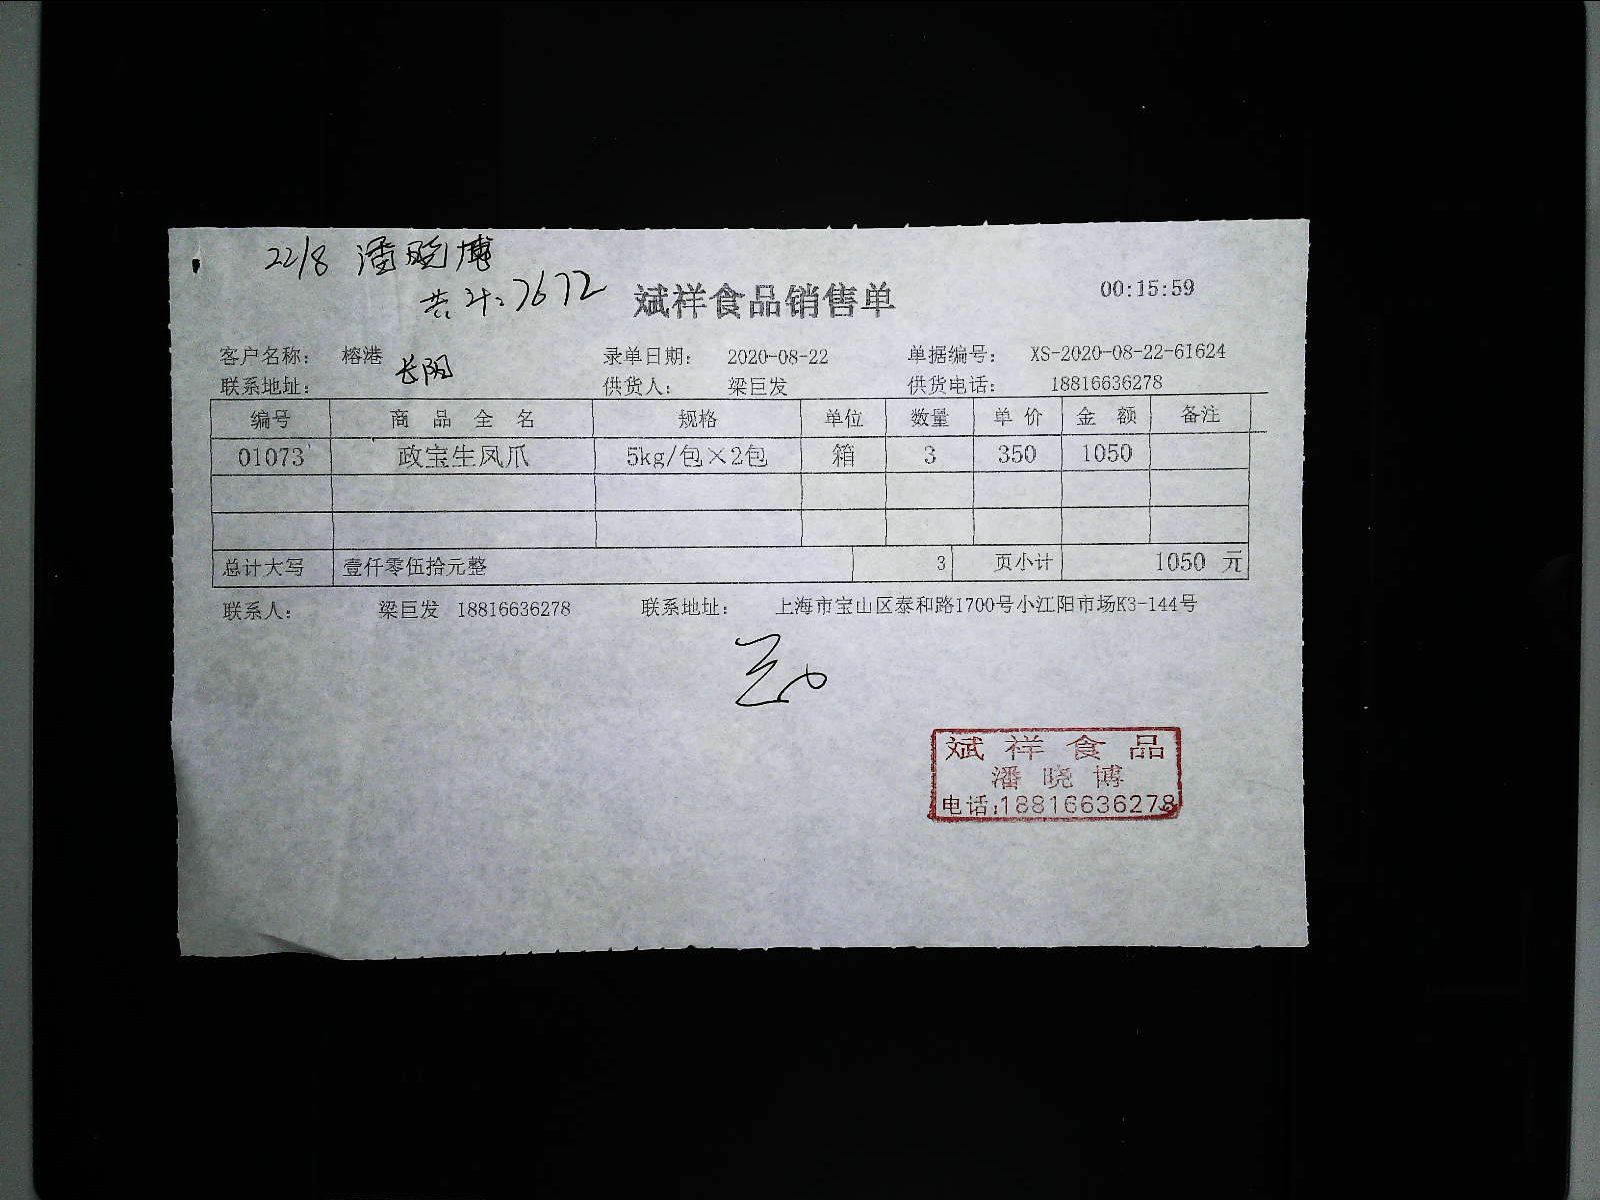 22/8 潘晓博
共计:7672
斌祥食品销售单 00:15:59
客户名称: 榕港 录单日期: 2020-08-22 单据编号: XS-2020-08-22-61624
联系地址: 长阳 供货人: 梁巨发 供货电话: 18816636278
编号 商品全名 规格 单位 数量 单价 金额 备注
01073 政宝生凤爪 5kg/包×2包 箱 3 350 1050
总计大写 壹仟零伍拾元整 3 页小计 1050 元
联系人: 梁巨发 18816636278 联系地址: 上海市宝山区泰和路1700号小江阳市场K3-144号
斌祥食品
潘晓博
电话:18816636278